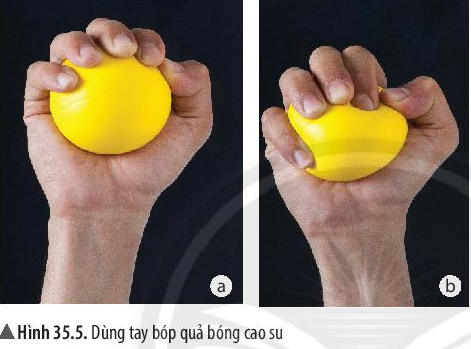 a
b
▲ Hình 35.5. Dùng tay bóp quả bóng cao su